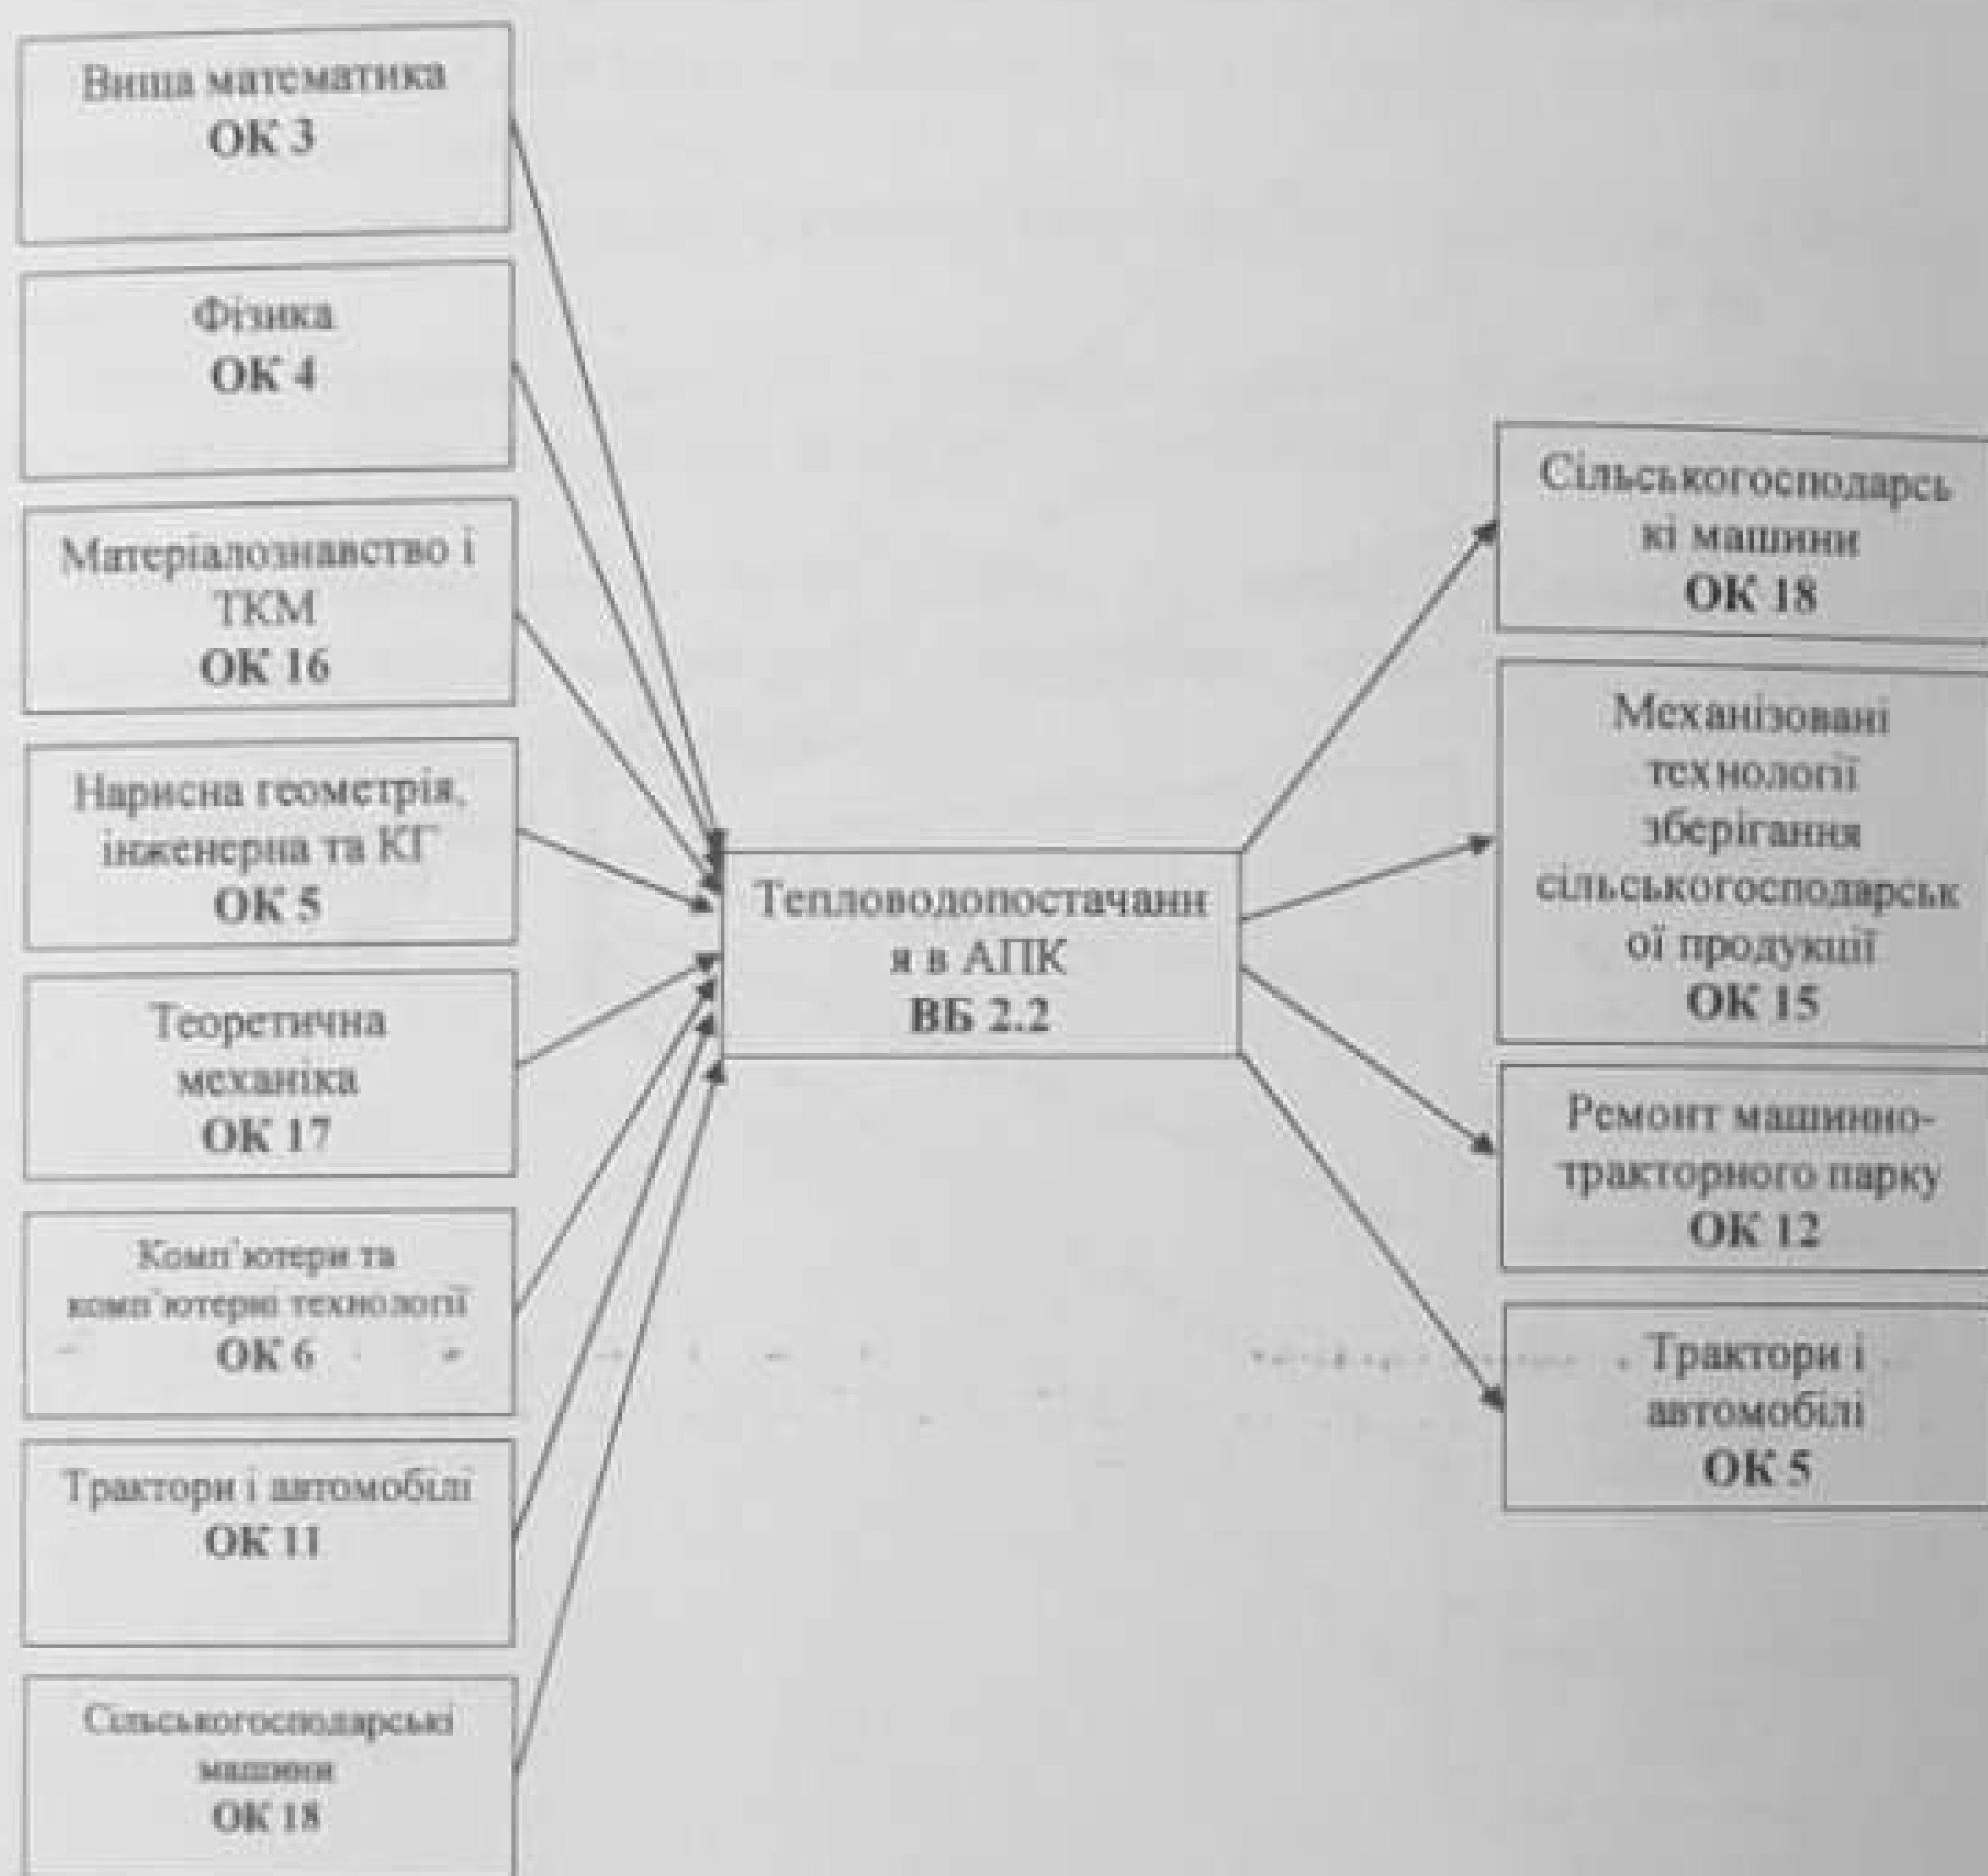 Вища математика
ОК 3
Фізика
ОК 4
Матеріалознавство і
ТКМ
ОК 16
Нарисна геометрія,
інженерна та КГ
ОК 5
Теоретична
механіка
ОК 17
Комп'ютери та
комп'ютерні технології
ОК 6
Трактори і автомобілі
ОК 11
Сільськогосподарські
машини
ОК 18
Тепловодопостачанн
я в АПК
ВБ 2.2
Сільськогосподарсь
кі машини
ОК 18
Механізовані
технології
зберігання
сільськогосподарськ
ої продукції
ОК 15
Ремонт машинно-
тракторного парку
ОК 12
Трактори і
автомобілі
ОК 5